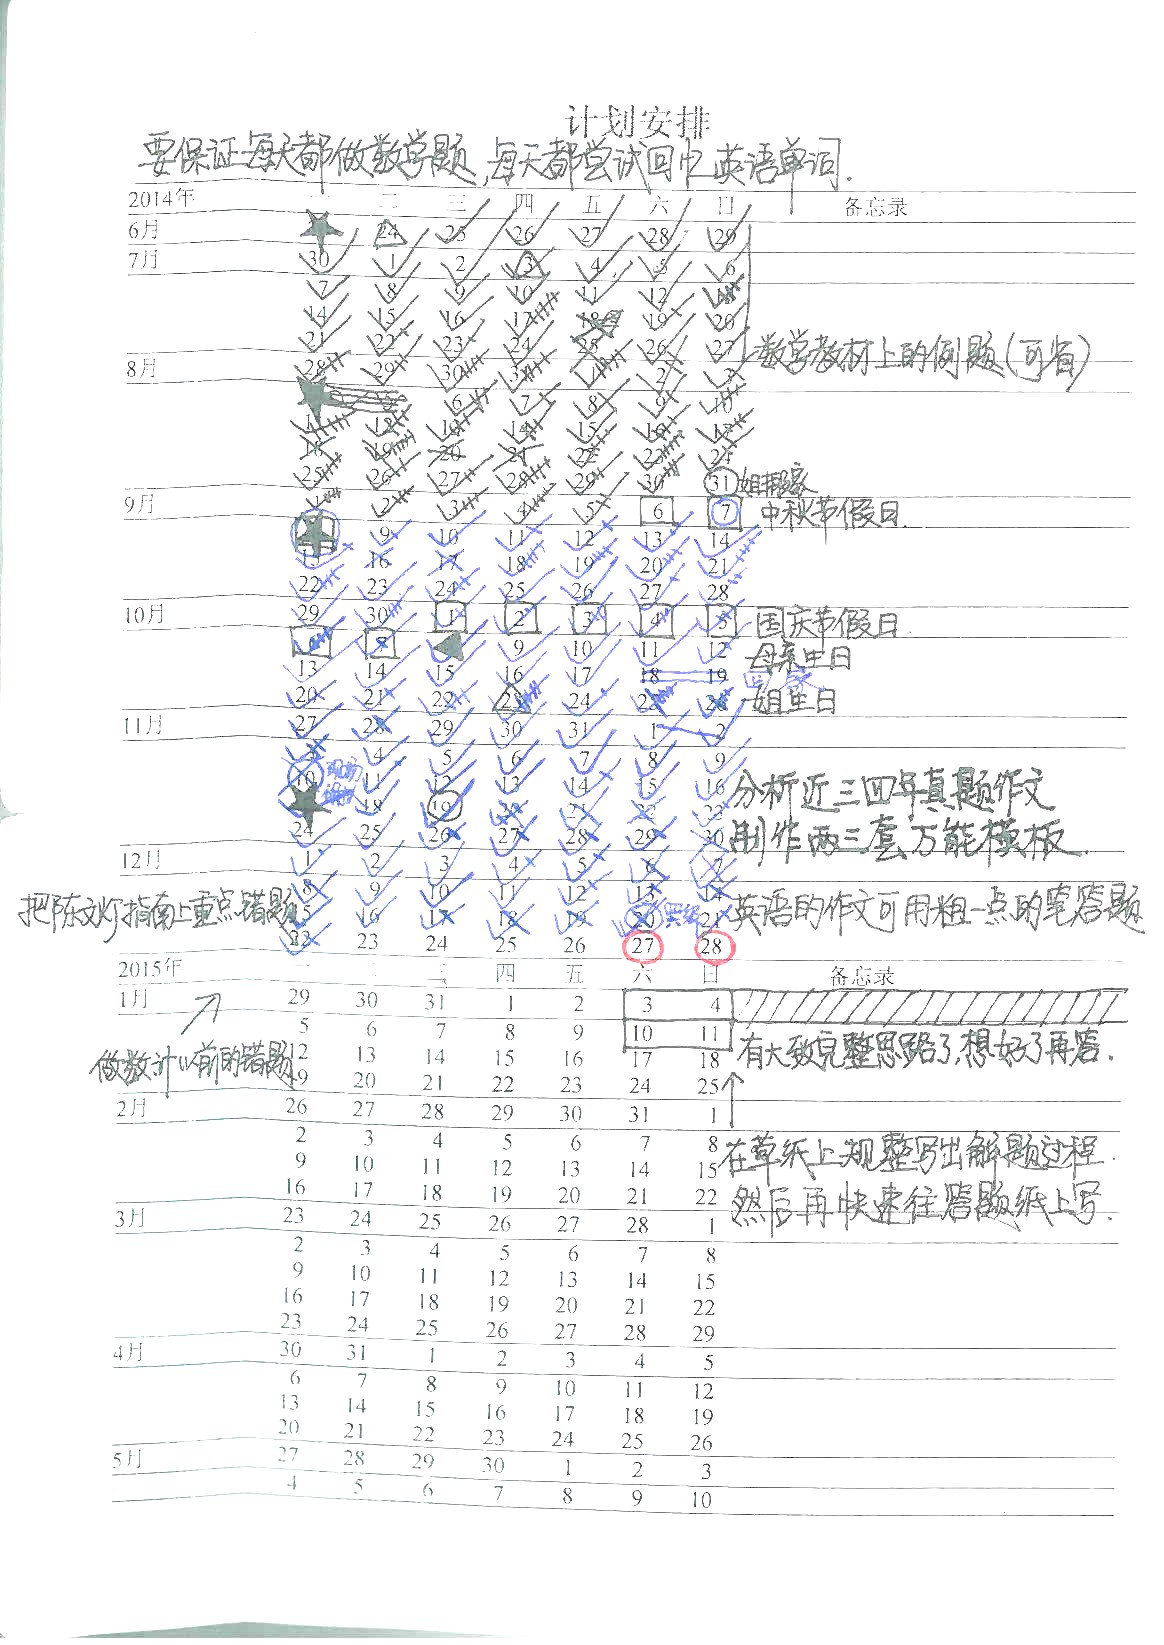 计划安排
要保证每天都做数学题,每天都尝试回忆英语单词.
2014年 一 二 三 四 五 六 日 备忘录
6月 24 25 26 27 28 29
7月 30 1 2 3 4 5 6
7 8 9 10 11 12
14 15 16 17 18 19 20
21 22 23 24 25 26 27
数学教材上的例题(可省)
8月 28 29 30 31 1 2 3
5 6 7 8 9 10
11 12 13 14 15 16 17
18 19 20 21 22 23 24
25 26 27 28 29 30 31
9月 1 2 3 4 5 6 7 中秋节假日.
9 10 11 12 13 14
15 16 17 18 19 20 21
22 23 24 25 26 27 28
10月 29 30 1 2 3 4 5 国庆节假日
6 7 9 10 11 12 母亲生日
13 14 15 16 17 18 19
20 21 22 23 24 25 26 姐生日
11月 27 28 29 30 31 1 2
3 4 5 6 7 8 9
10 11 12 13 14 15 16 分析近三四年真题作文
18 19 20 21 22 23
24 25 26 27 28 29 30 制作两三套万能模板.
12月 1 2 3 4 5 6 7
8 9 10 11 12 13 14
把陈文灯指南上重点错题
15 16 17 18 19 20 21 英语的作文可用粗一点的笔答题
22 23 24 25 26 27 28
2015年 一 二 三 四 五 六 日 备忘录
1月 29 30 31 1 2 3 4
5 6 7 8 9 10 11 有大致完整思路了,想好了再答.
做数计以前的错题
12 13 14 15 16 17 18
19 20 21 22 23 24 25
2月 26 27 28 29 30 31 1
2 3 4 5 6 7 8 在草纸上规整写出解题过程.
9 10 11 12 13 14 15
16 17 18 19 20 21 22 然后再快速往答题纸上写.
3月 23 24 25 26 27 28 1
2 3 4 5 6 7 8
9 10 11 12 13 14 15
16 17 18 19 20 21 22
23 24 25 26 27 28 29
4月 30 31 1 2 3 4 5
6 7 8 9 10 11 12
13 14 15 16 17 18 19
20 21 22 23 24 25 26
5月 27 28 29 30 1 2 3
4 5 6 7 8 9 10